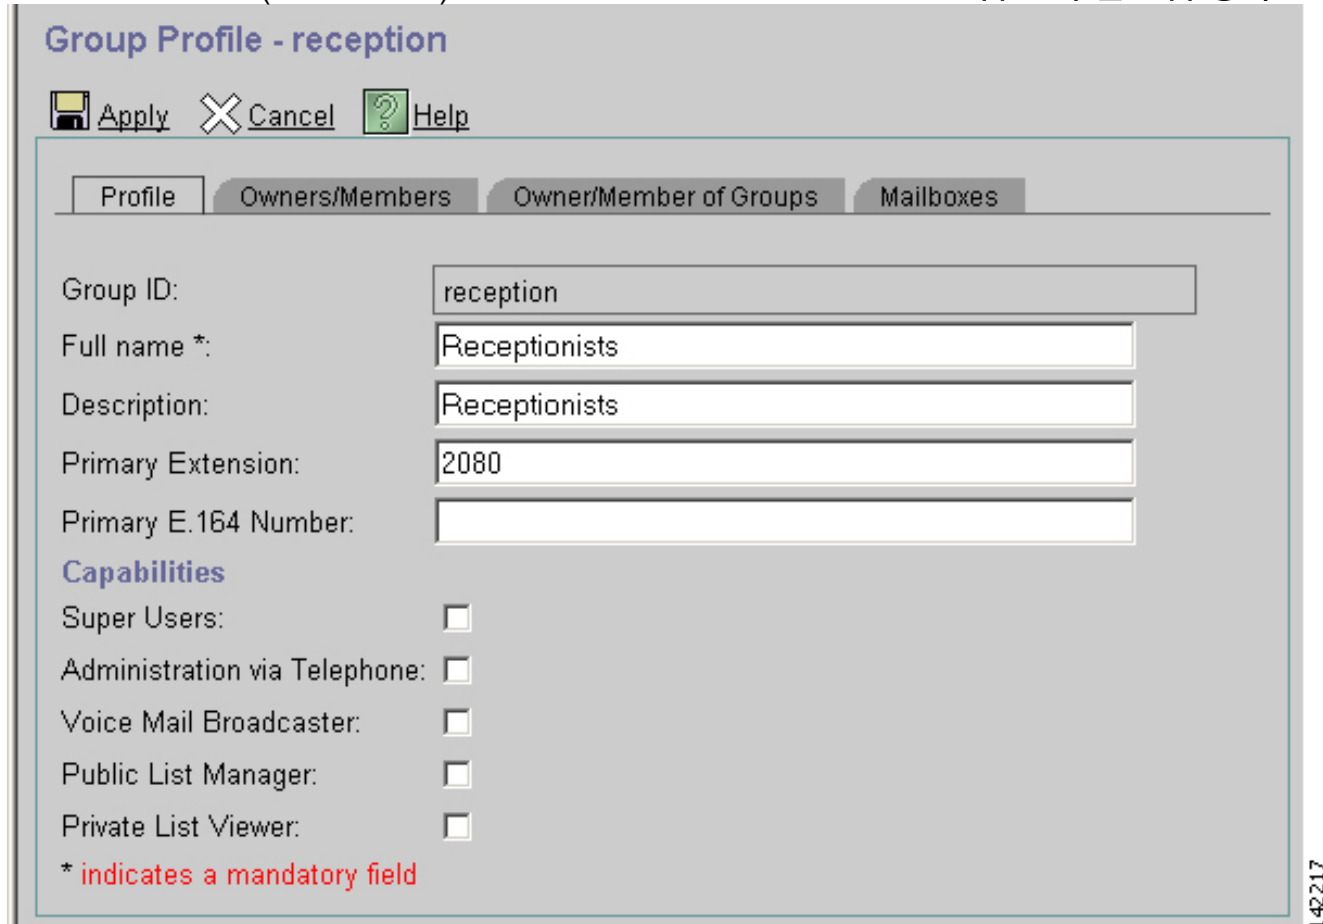 Group Profile - reception
Apply Cancel Help
Profile Owners/Members Owner/Member of Groups Mailboxes
Group ID: reception
Full name *: Receptionists
Description: Receptionists
Primary Extension: 2080
Primary E.164 Number:
Capabilities
Super Users:
Administration via Telephone:
Voice Mail Broadcaster:
Public List Manager:
Private List Viewer:
* indicates a mandatory field
142217